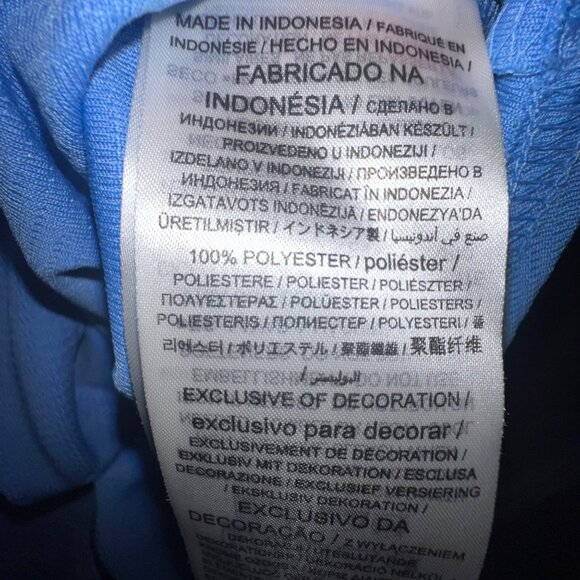 MADE IN INDONESIA / FABRIQUÉ EN
INDONÉSIE / HECHO EN INDONESIA /
FABRICADO NA
INDONÉSIA / СДЕЛАНО В
ИНДОНЕЗИИ / INDONÉZIÁBAN KÉSZÜLT /
PROIZVEDENO U INDONEZIJI /
IZDELANO V INDONEZIJI / ПРОИЗВЕДЕНО В
ИНДОНЕЗИЯ / FABRICAT ÎN INDONEZIA /
IZGATAVOTS INDONĒZIJĀ / ENDONEZYA'DA
ÜRETILMIŞTIR / インドネシア製 / صنع في أندونيسيا
100% POLYESTER / poliéster /
POLIESTERE / POLIESTER / POLIÉSZTER /
ΠΟΛΥΕΣΤΕΡΑΣ / POLÜESTER / POLIESTERS /
POLIESTERIS / ПОЛИЕСТЕР / POLYESTERI / 폴
리에스터 / ポリエステル / 聚酯纖維 / 聚酯纤维
/ البوليستر
EXCLUSIVE OF DECORATION /
exclusivo para decorar /
EXCLUSIVEMENT DE DÉCORATION /
EXKLUSIV MIT DEKORATION / ESCLUSA
DECORAZIONE / EXCLUSIEF VERSIERING
/ EKSKLUSIV DEKORATION /
EXCLUSIVO DA
DECORAÇÃO / Z WYŁĄCZENIEM